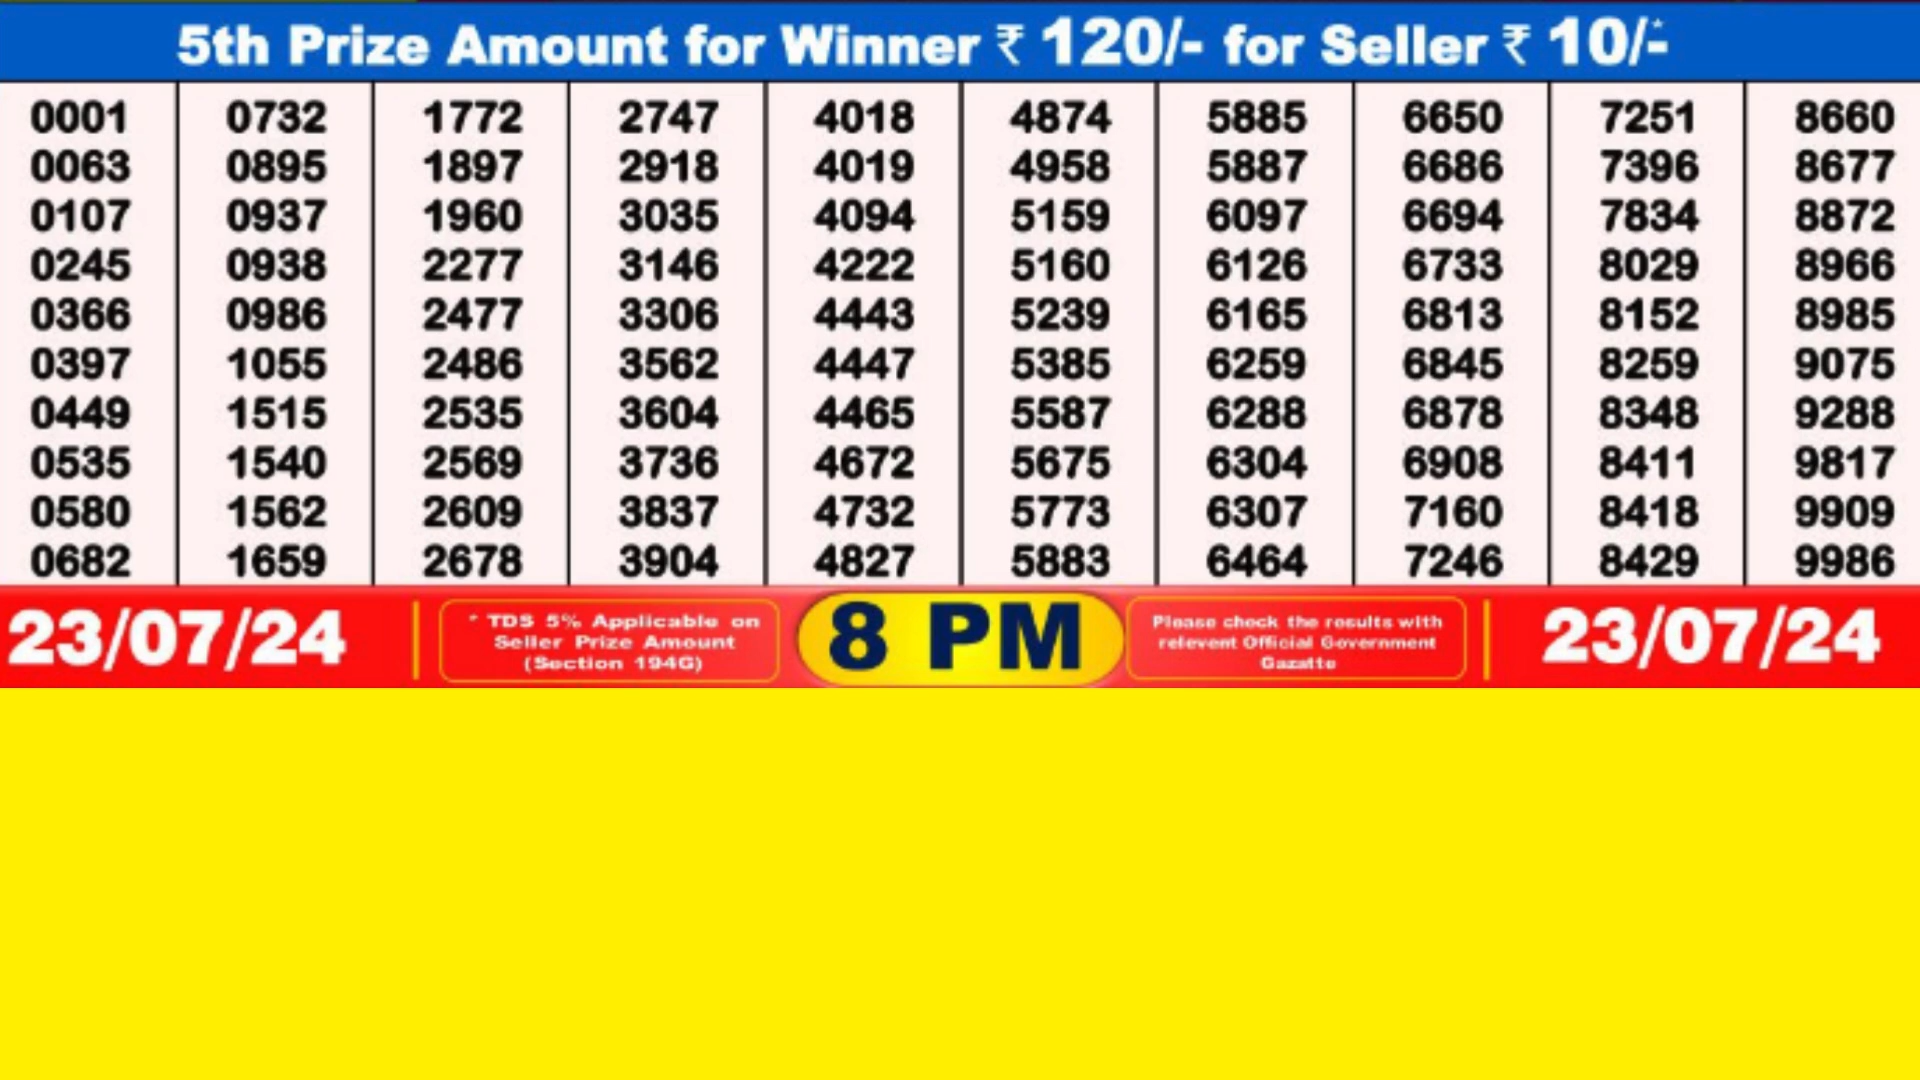 5th Prize Amount for Winner ₹ 120/- for Seller ₹ 10/-*
0001 0732 1772 2747 4018 4874 5885 6650 7251 8660
0063 0895 1897 2918 4019 4958 5887 6686 7396 8677
0107 0937 1960 3035 4094 5159 6097 6694 7834 8872
0245 0938 2277 3146 4222 5160 6126 6733 8029 8966
0366 0986 2477 3306 4443 5239 6165 6813 8152 8985
0397 1055 2486 3562 4447 5385 6259 6845 8259 9075
0449 1515 2535 3604 4465 5587 6288 6878 8348 9288
0535 1540 2569 3736 4672 5675 6304 6908 8411 9817
0580 1562 2609 3837 4732 5773 6307 7160 8418 9909
0682 1659 2678 3904 4827 5883 6464 7246 8429 9986
23/07/24
* TDS 5% Applicable on
Seller Prize Amount
(Section 194G)
8 PM
Please check the results with
relevent Official Government
Gazatte
23/07/24